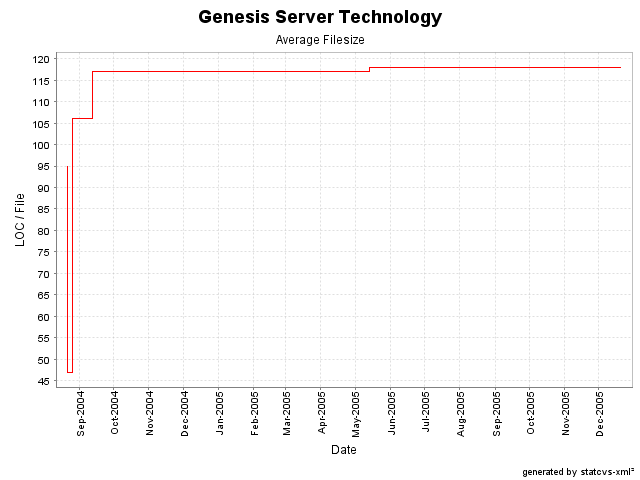 Genesis Server Technology
Average Filesize
120
115
110
105
100
95
90
85
80
75
70
65
60
55
50
45
LOC / File
Sep-2004
Oct-2004
Nov-2004
Dec-2004
Jan-2005
Feb-2005
Mar-2005
Apr-2005
May-2005
Jun-2005
Jul-2005
Aug-2005
Sep-2005
Oct-2005
Nov-2005
Dec-2005
Date
generated by statcvs-xml²